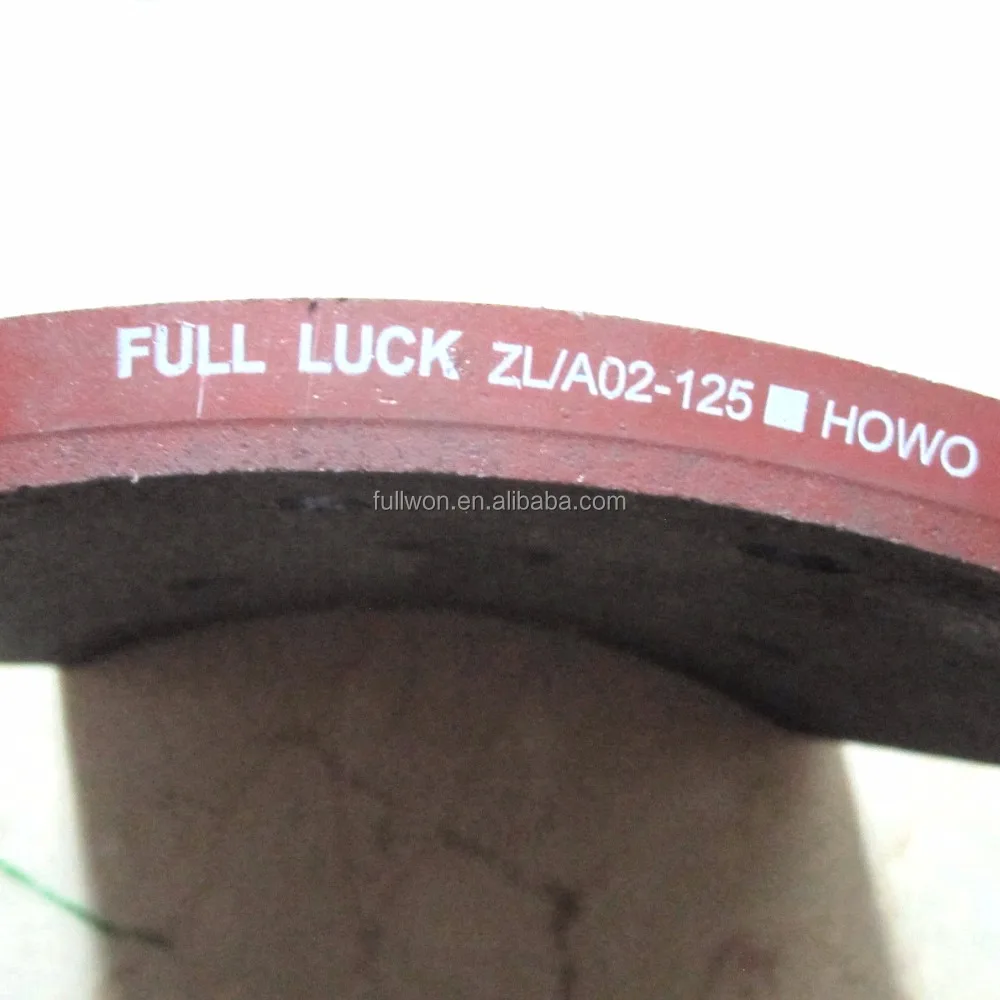 FULL LUCK ZL/A02-125 ■ HOWO
fullwon.en.alibaba.com